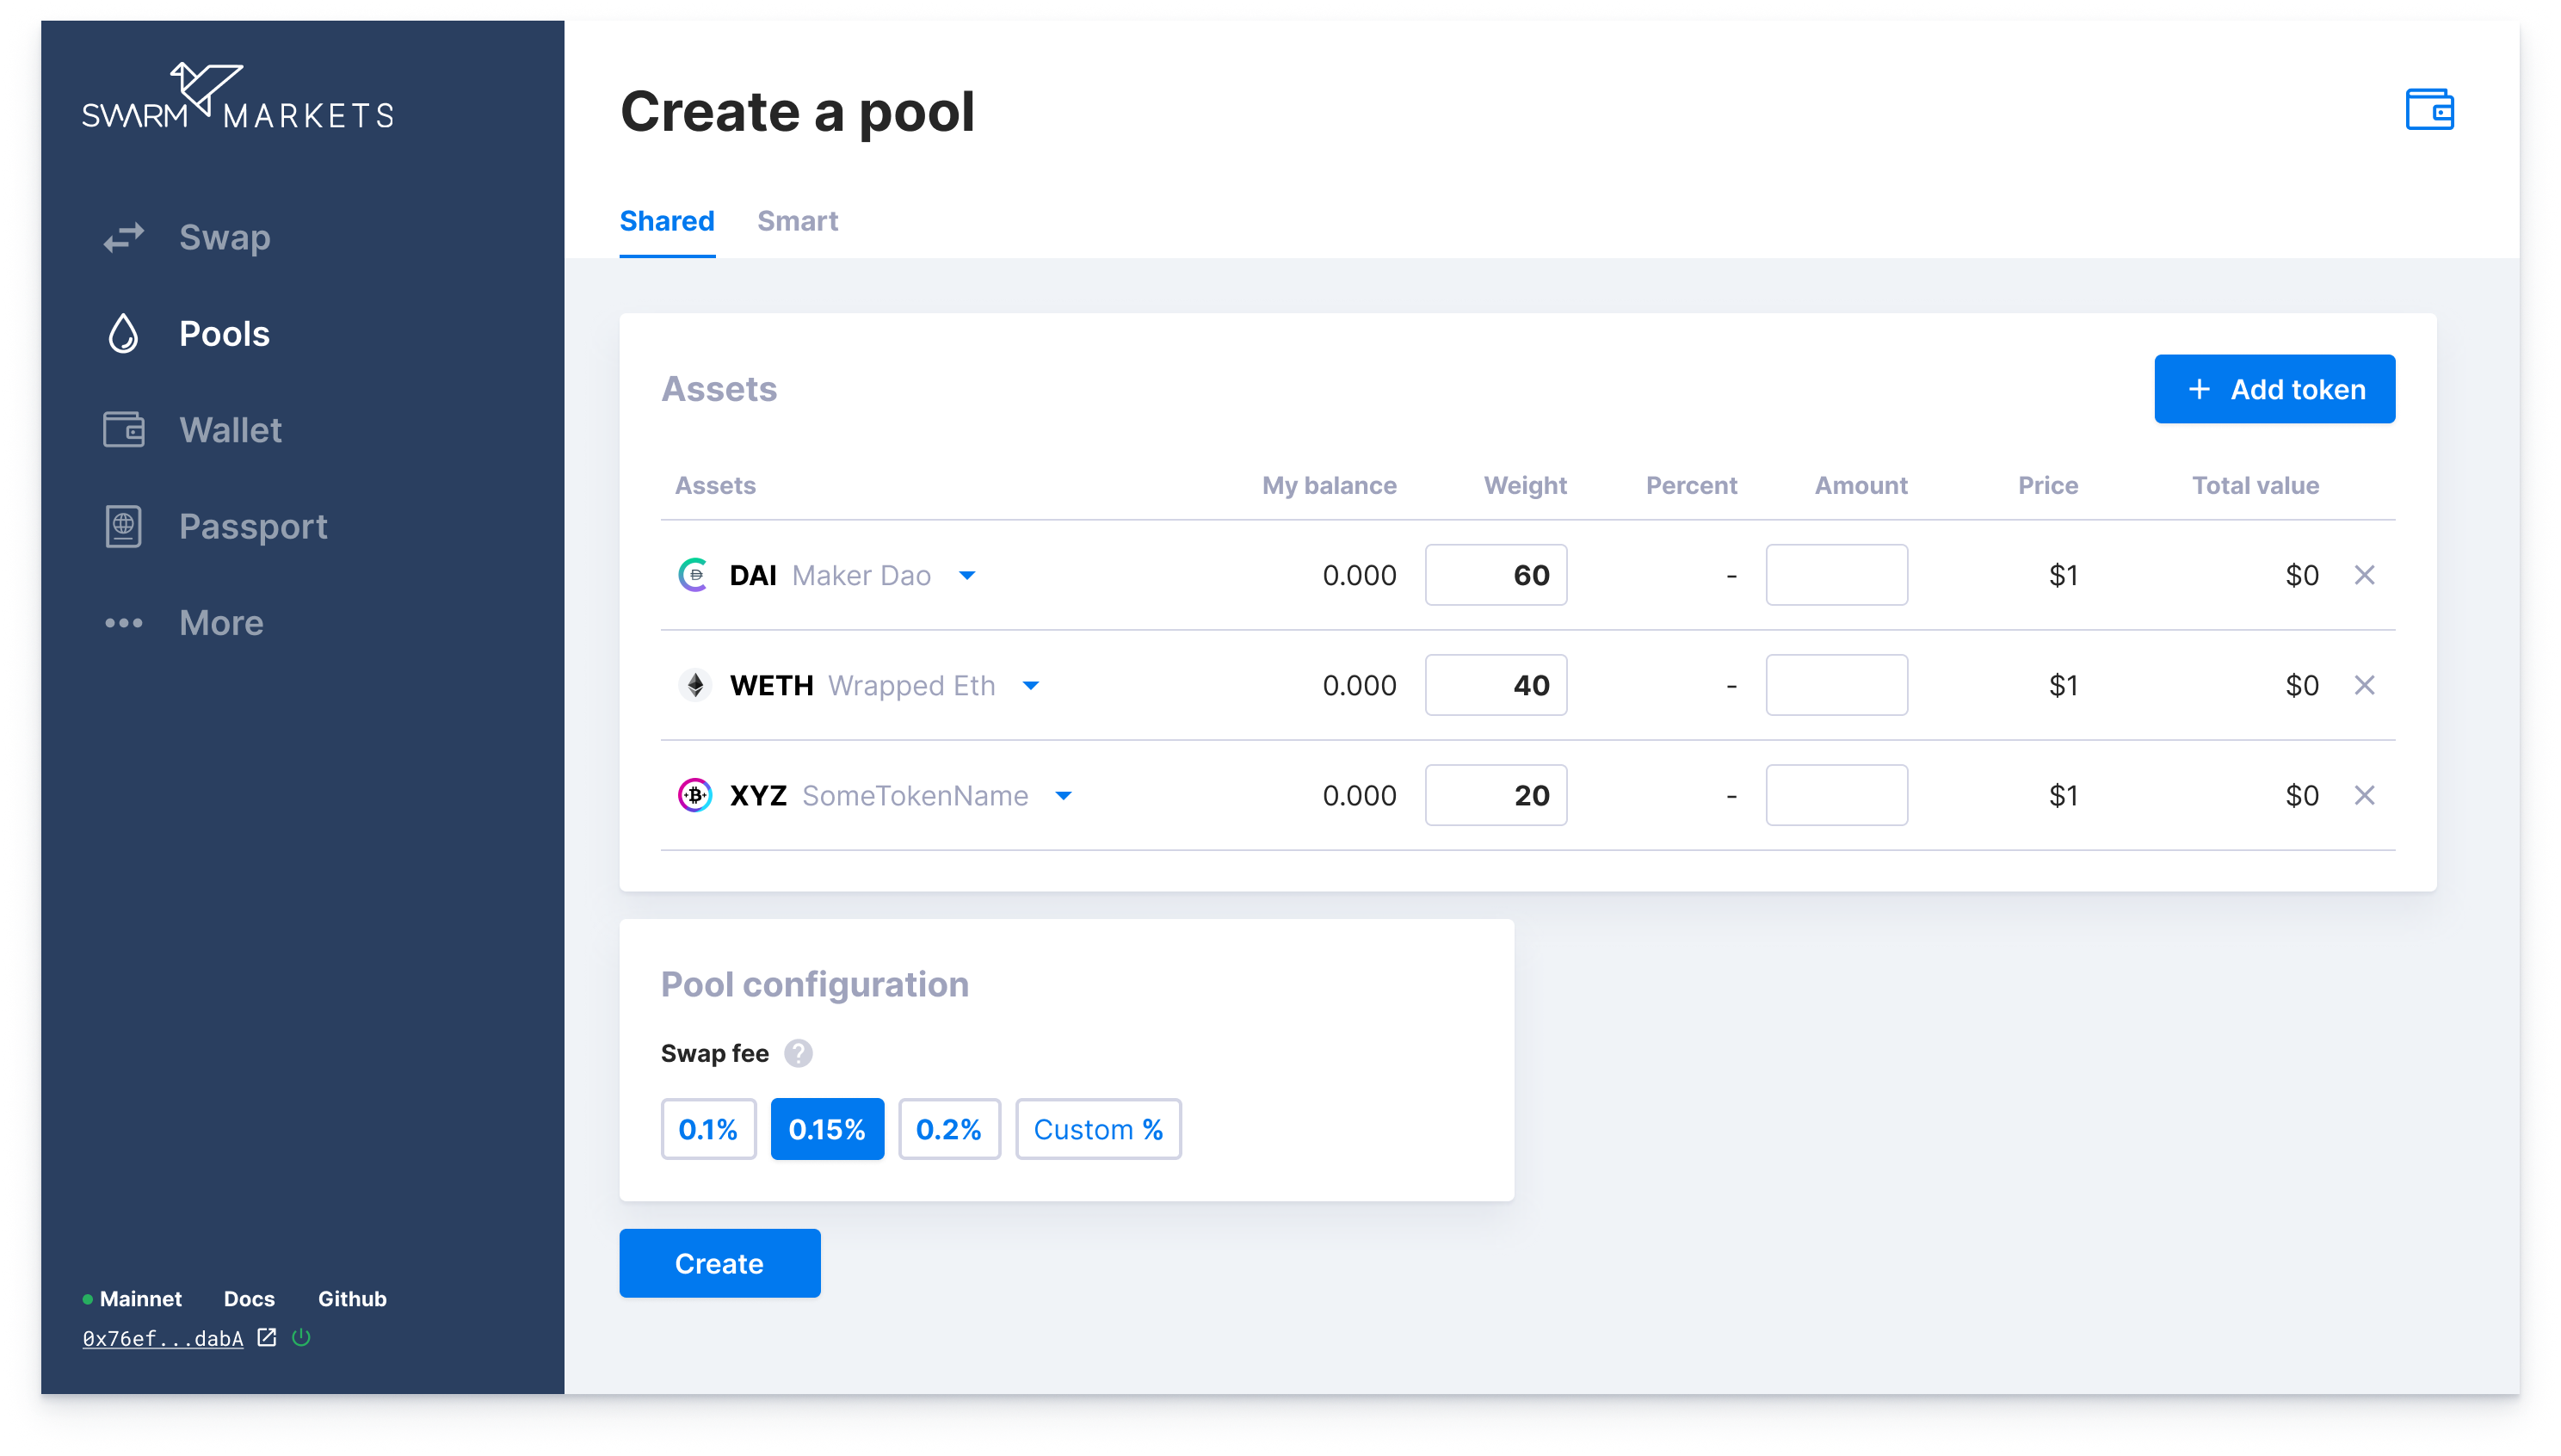 SWARM MARKETS
Swap
Pools
Wallet
Passport
More
Mainnet Docs Github
0x76ef...dabA
Create a pool
Shared Smart
Assets
+ Add token
Assets My balance Weight Percent Amount Price Total value
DAI Maker Dao 0.000 60 - $1 $0
WETH Wrapped Eth 0.000 40 - $1 $0
XYZ SomeTokenName 0.000 20 - $1 $0
Pool configuration
Swap fee ?
0.1% 0.15% 0.2% Custom %
Create